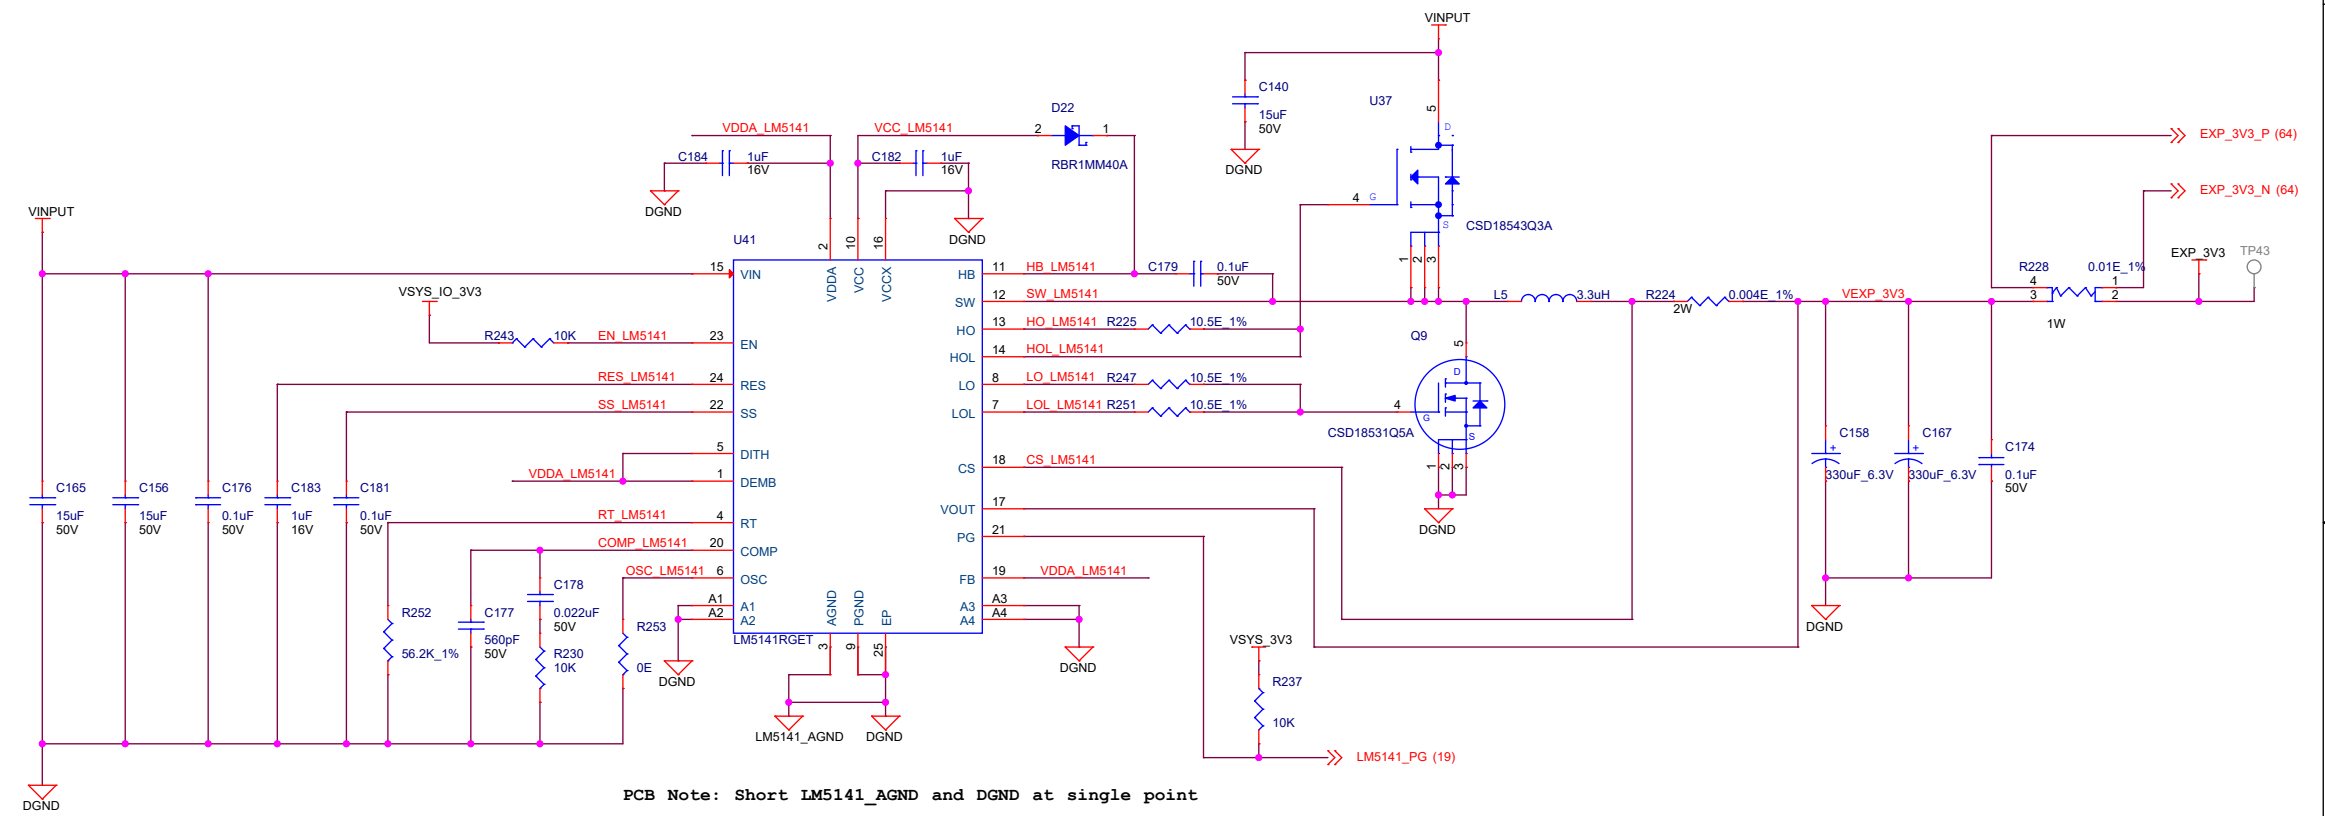 VINPUT
C140
15uF
50V
DGND
U37
5
D
4
G
S
CSD18543Q3A
1
2
3
VDDA_LM5141
C184
1uF
16V
DGND
VCC_LM5141
C182
1uF
16V
DGND
D22
2
1
RBR1MM40A
EXP_3V3_P (64)
EXP_3V3_N (64)
VINPUT
U41
2
10
16
15
VIN
VDDA
VCC
VCCX
HB
11
HB_LM5141
C179
0.1uF
50V
VSYS_IO_3V3
SW
12
SW_LM5141
L5
3.3uH
R224
0.004E_1%
2W
VEXP_3V3
R228
0.01E_1%
4
3
1
2
1W
EXP_3V3
TP43
R243
10K
EN_LM5141
23
EN
HO
13
HO_LM5141
R225
10.5E_1%
HOL
14
HOL_LM5141
Q9
5
D
4
G
S
CSD18531Q5A
1
2
3
DGND
RES_LM5141
24
RES
LO
8
LO_LM5141
R247
10.5E_1%
SS_LM5141
22
SS
LOL
7
LOL_LM5141
R251
10.5E_1%
5
DITH
VDDA_LM5141
1
DEMB
CS
18
CS_LM5141
VOUT
17
PG
21
C165
15uF
50V
C156
15uF
50V
C176
0.1uF
50V
C183
1uF
16V
C181
0.1uF
50V
C158
330uF_6.3V
C167
330uF_6.3V
C174
0.1uF
50V
DGND
RT_LM5141
4
RT
COMP_LM5141
20
COMP
OSC_LM5141
6
OSC
FB
19
VDDA_LM5141
A1
A2
A1
A2
A3
A4
A3
A4
AGND
PGND
EP
LM5141RGET
3
9
25
R252
56.2K_1%
C177
560pF
50V
C178
0.022uF
50V
R230
10K
R253
0E
DGND
DGND
VSYS_3V3
R237
10K
LM5141_AGND
DGND
LM5141_PG (19)
DGND
PCB Note: Short LM5141_AGND and DGND at single point